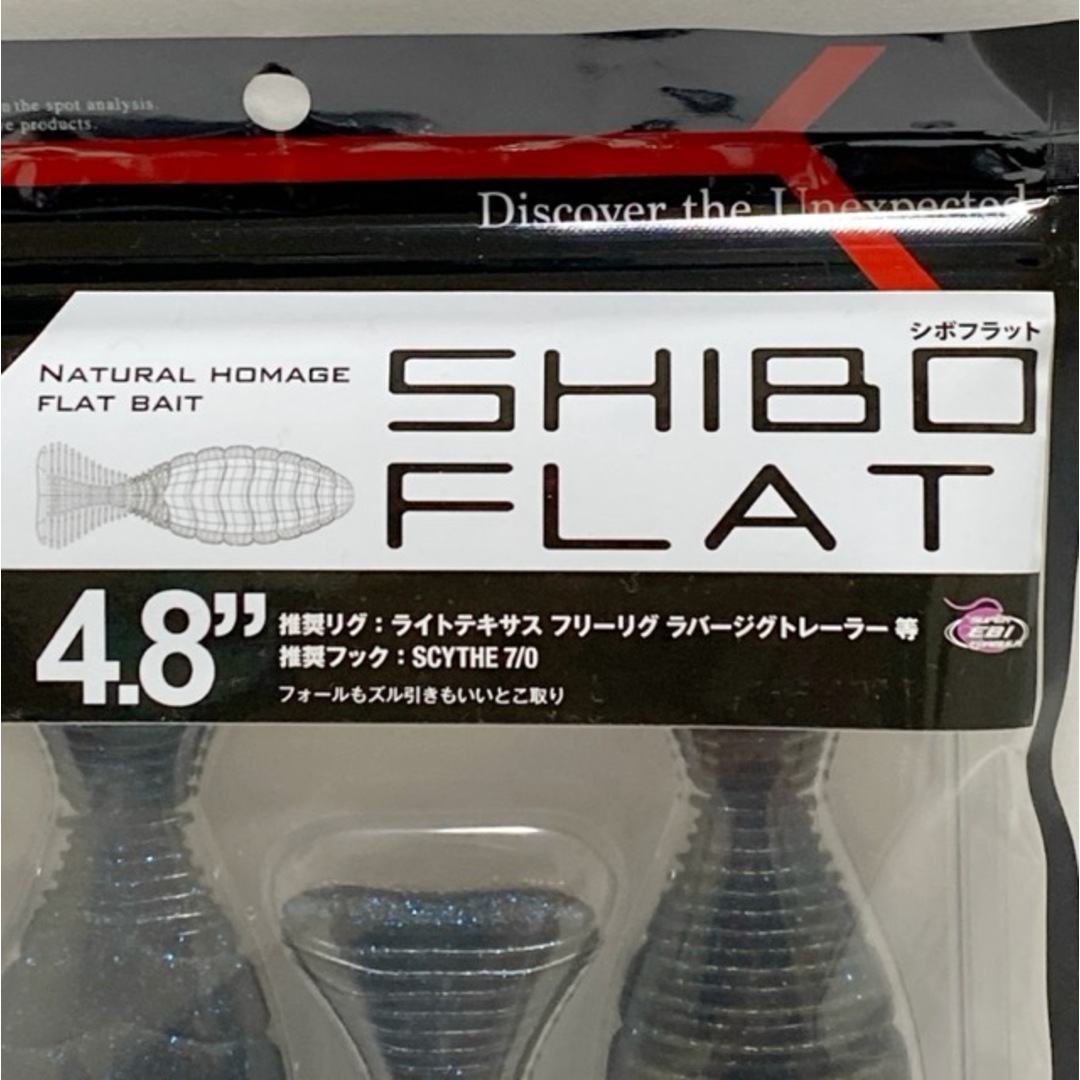 n the spot analysis.
e products.
Discover the Unexpected
シボフラット
NATURAL HOMAGE
FLAT BAIT
SHIBO
FLAT
4.8”
推奨リグ：ライトテキサス フリーリグ ラバージグトレーラー 等
推奨フック：SCYTHE 7/0
フォールもズル引きもいいとこ取り
SUPER
EBI
FORMULA